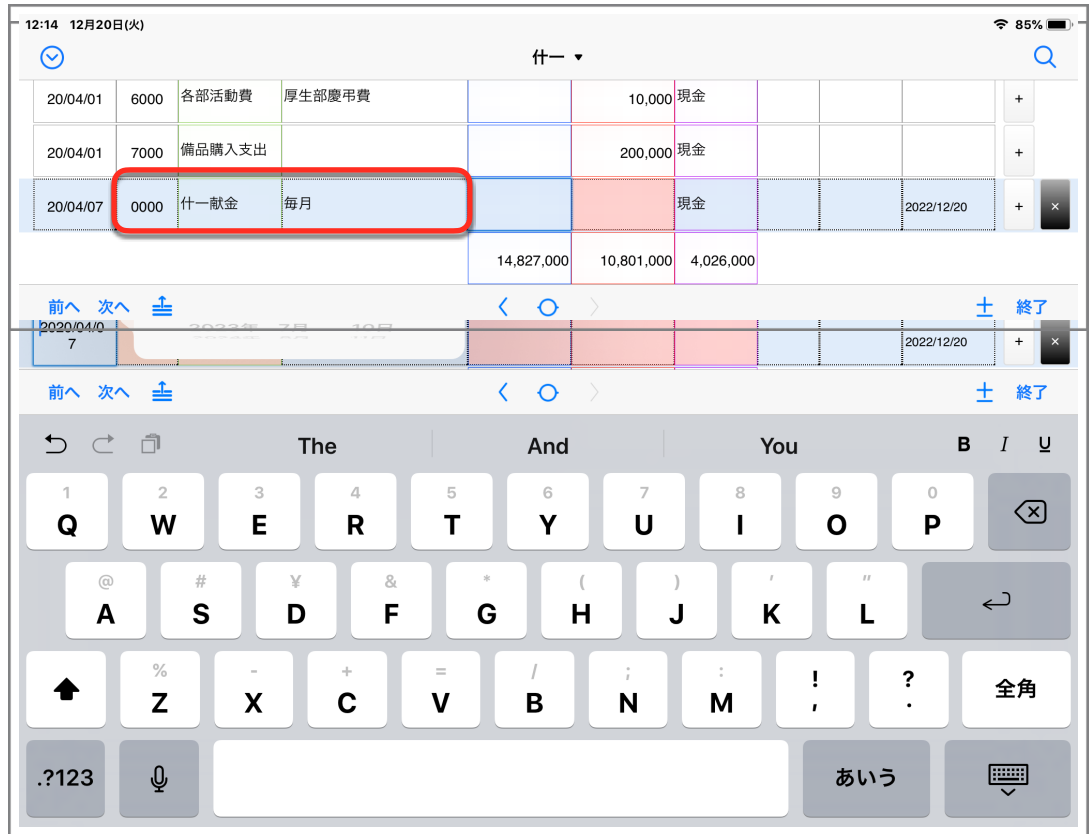 12:14 12月20日(火) 85%
什一 ▼
20/04/01 6000 各部活動費 厚生部慶弔費 10,000 現金 +
20/04/01 7000 備品購入支出 200,000 現金 +
20/04/07 0000 什一献金 毎月 現金 2022/12/20 + ×
14,827,000 10,801,000 4,026,000
前へ 次へ 終了
2020/04/0
7
2022/12/20 + ×
前へ 次へ 終了
The And You B I U
1 2 3 4 5 6 7 8 9 0
Q W E R T Y U I O P
@ # ¥ & * ( ) ' "
A S D F G H J K L
% - + = / ; : ! ?
Z X C V B N M , . 全角
.?123 あいう